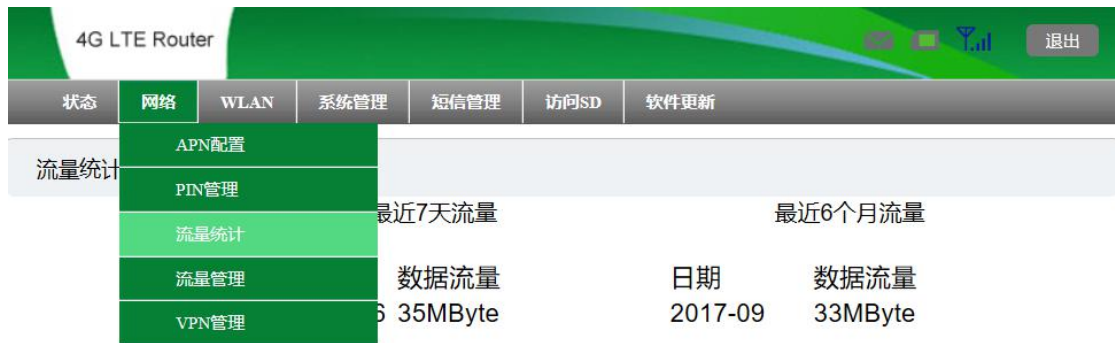 4G LTE Router
退出
状态 网络 WLAN 系统管理 短信管理 访问SD 软件更新
APN配置
流量统计
PIN管理
最近7天流量 最近6个月流量
流量统计
流量管理 数据流量 日期 数据流量
6 35MByte 2017-09 33MByte
VPN管理